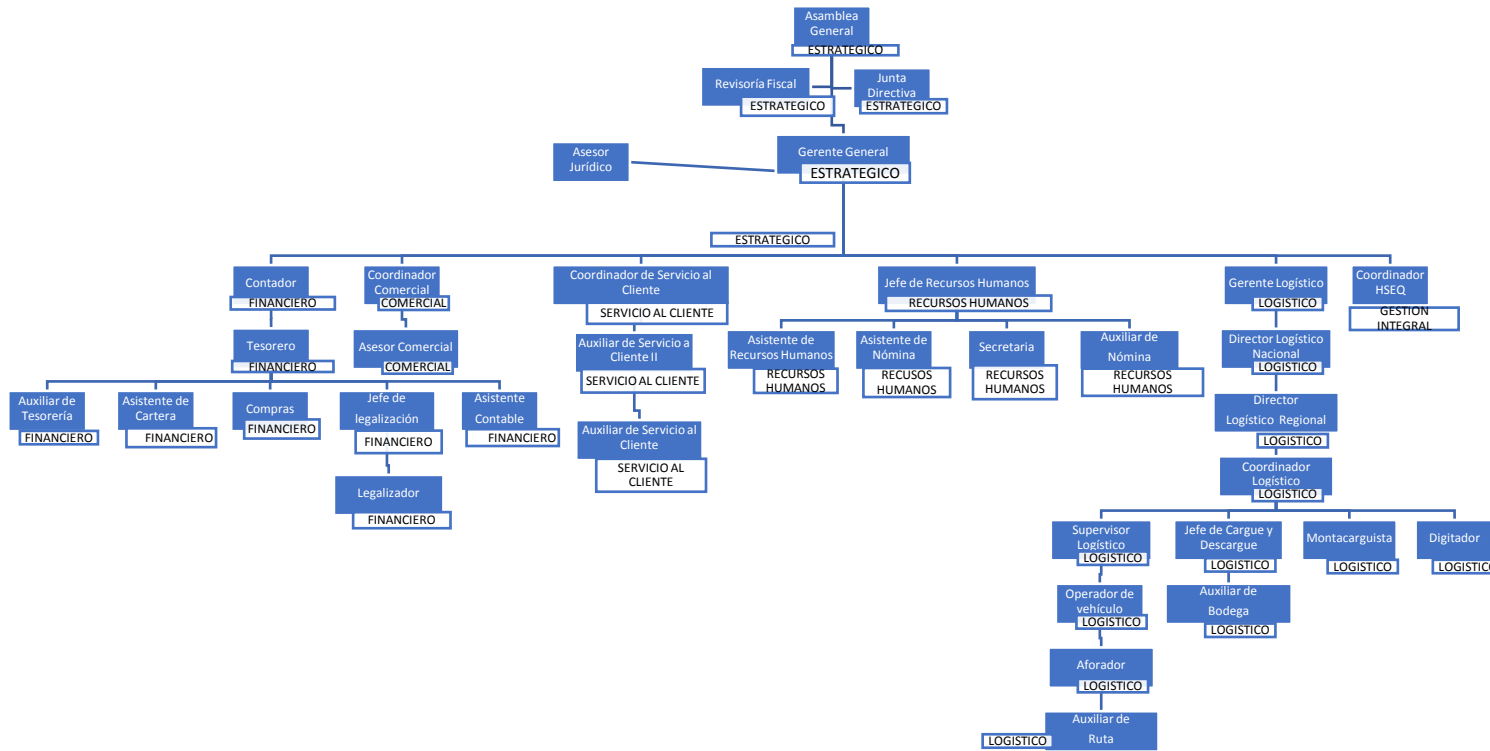 Asamblea
General
ESTRATEGICO
Revisoría Fiscal
ESTRATEGICO
Junta
Directiva
ESTRATEGICO
Asesor
Jurídico
Gerente General
ESTRATEGICO
ESTRATEGICO
Contador
FINANCIERO
Coordinador
Comercial
COMERCIAL
Coordinador de Servicio al
Cliente
SERVICIO AL CLIENTE
Jefe de Recursos Humanos
RECURSOS HUMANOS
Gerente Logístico
LOGISTICO
Coordinador
HSEQ
GESTION
INTEGRAL
Tesorero
FINANCIERO
Asesor Comercial
COMERCIAL
Auxiliar de Servicio a
Cliente II
SERVICIO AL CLIENTE
Asistente de
Recursos Humanos
RECURSOS
HUMANOS
Asistente de
Nómina
RECUSOS
HUMANOS
Secretaria
RECURSOS
HUMANOS
Auxiliar de
Nómina
RECURSOS
HUMANOS
Director Logístico
Nacional
LOGISTICO
Auxiliar de
Tesorería
FINANCIERO
Asistente de
Cartera
FINANCIERO
Compras
FINANCIERO
Jefe de
legalización
FINANCIERO
Asistente
Contable
FINANCIERO
Auxiliar de Servicio al
Cliente
SERVICIO AL
CLIENTE
Director
Logístico Regional
LOGISTICO
Legalizador
FINANCIERO
Coordinador
Logístico
LOGISTICO
Supervisor
Logístico
LOGISTICO
Jefe de Cargue y
Descargue
LOGISTICO
Montacarguista
LOGISTICO
Digitador
LOGISTICO
Operador de
vehículo
LOGISTICO
Auxiliar de
Bodega
LOGISTICO
Aforador
LOGISTICO
Auxiliar de
Ruta
LOGISTICO